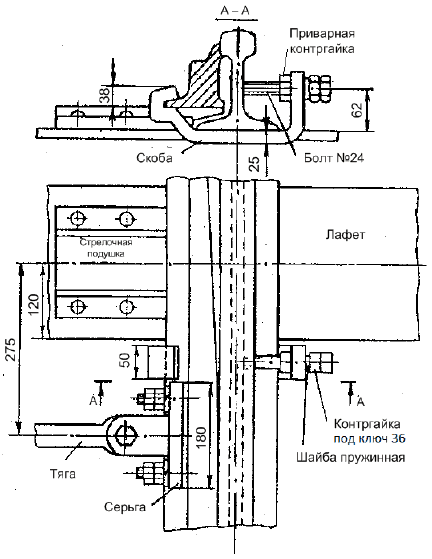 А – А
Приварная
контргайка
38
62
Скоба
25
Болт №24
Стрелочная
подушка
Лафет
120
275
50
А
А
180
Контргайка
под ключ 36
Шайба пружинная
Тяга
Серьга